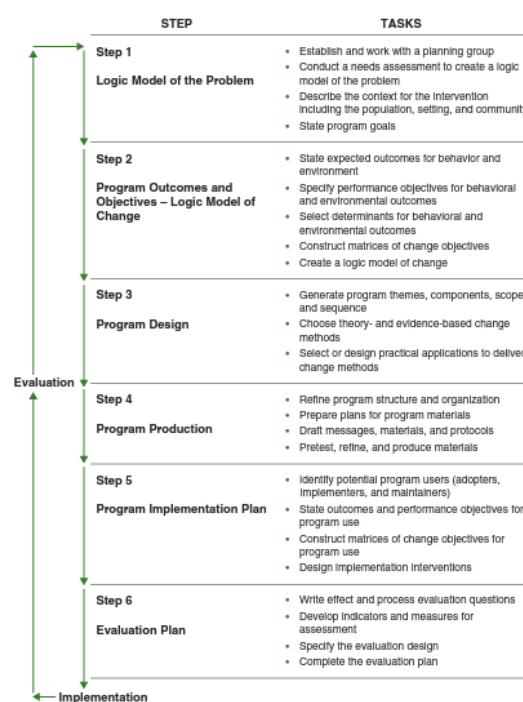 STEP TASKS
Step 1
Logic Model of the Problem
• Establish and work with a planning group
• Conduct a needs assessment to create a logic
model of the problem
• Describe the context for the intervention
including the population, setting, and communit
• State program goals
Step 2
Program Outcomes and
Objectives – Logic Model of
Change
• State expected outcomes for behavior and
environment
• Specify performance objectives for behavioral
and environmental outcomes
• Select determinants for behavioral and
environmental outcomes
• Construct matrices of change objectives
• Create a logic model of change
Step 3
Program Design
• Generate program themes, components, scope
and sequence
• Choose theory- and evidence-based change
methods
• Select or design practical applications to deliver
change methods
Evaluation
Step 4
Program Production
• Refine program structure and organization
• Prepare plans for program materials
• Draft messages, materials, and protocols
• Pretest, refine, and produce materials
Step 5
Program Implementation Plan
• Identify potential program users (adopters,
implementers, and maintainers)
• State outcomes and performance objectives for
program use
• Construct matrices of change objectives for
program use
• Design implementation interventions
Step 6
Evaluation Plan
• Write effect and process evaluation questions
• Develop indicators and measures for
assessment
• Specify the evaluation design
• Complete the evaluation plan
Implementation